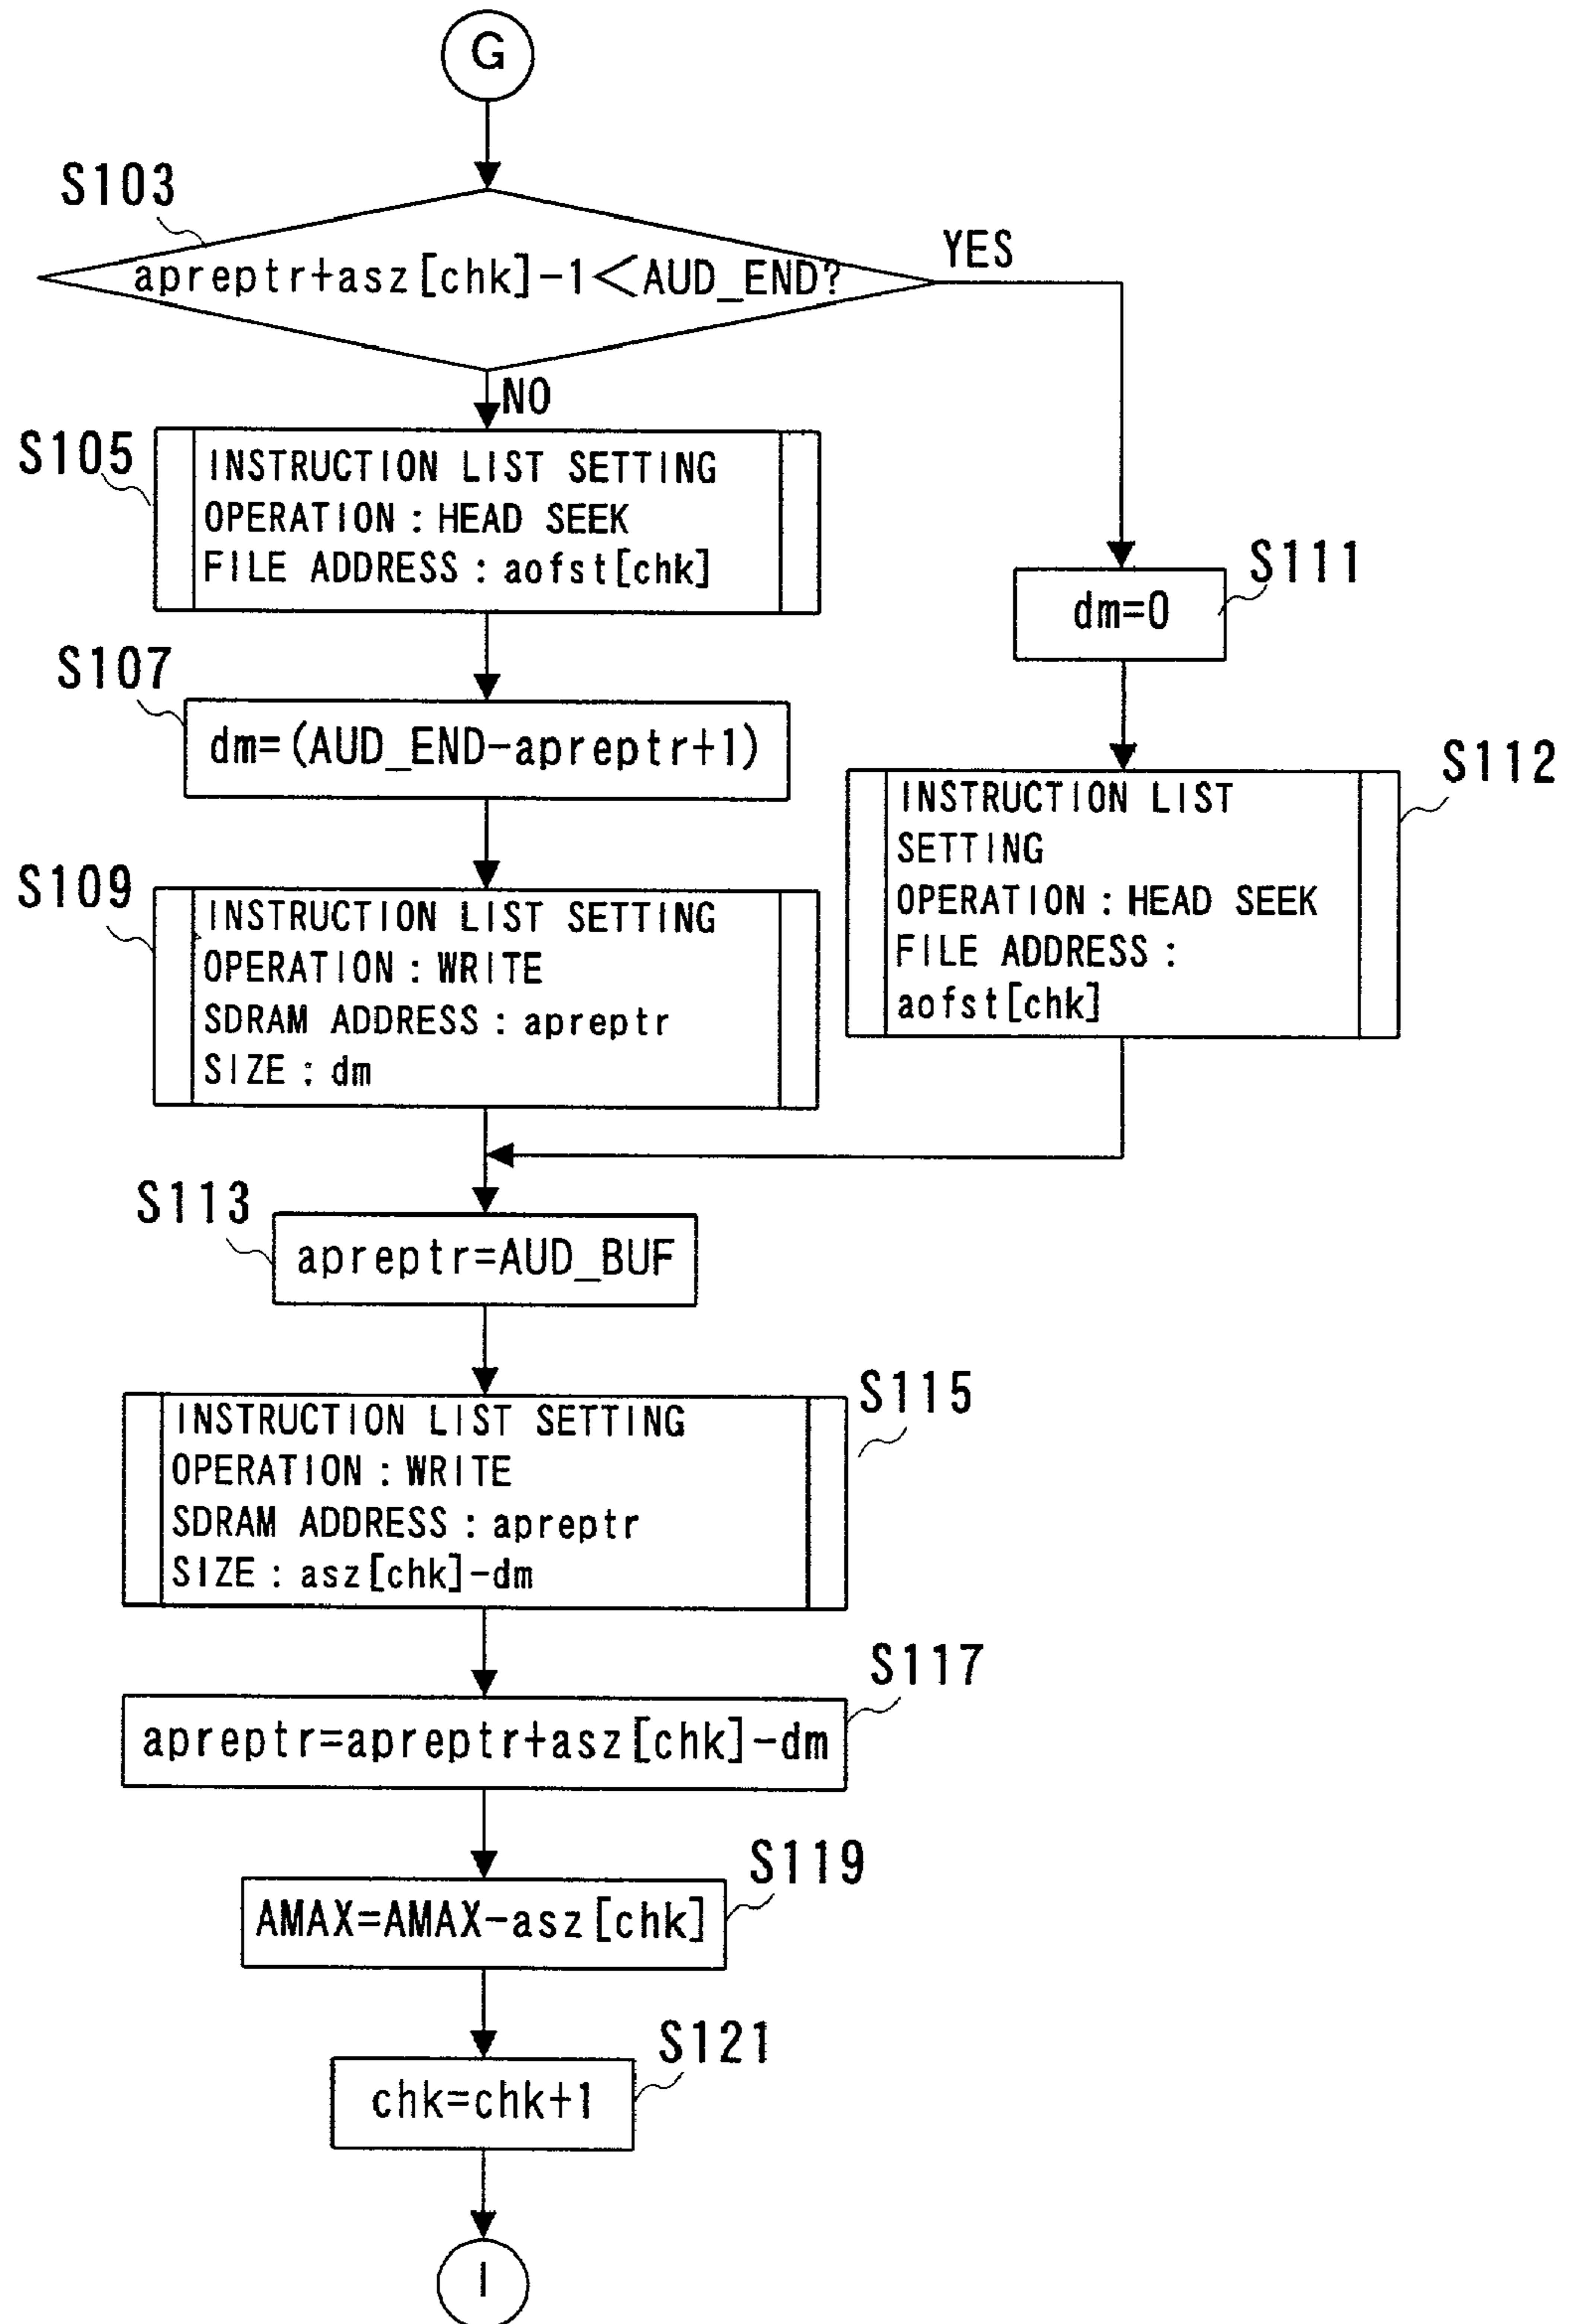 G
S103
apreptr+asz[chk]-1<AUD_END?
YES
NO
S105
INSTRUCTION LIST SETTING
OPERATION : HEAD SEEK
FILE ADDRESS : aofst[chk]
S111
dm=0
S107
dm=(AUD_END-apreptr+1)
S112
INSTRUCTION LIST
SETTING
OPERATION : HEAD SEEK
FILE ADDRESS :
aofst[chk]
S109
INSTRUCTION LIST SETTING
OPERATION : WRITE
SDRAM ADDRESS : apreptr
SIZE : dm
S113
apreptr=AUD_BUF
S115
INSTRUCTION LIST SETTING
OPERATION : WRITE
SDRAM ADDRESS : apreptr
SIZE : asz[chk]-dm
S117
apreptr=apreptr+asz[chk]-dm
S119
AMAX=AMAX-asz[chk]
S121
chk=chk+1
I